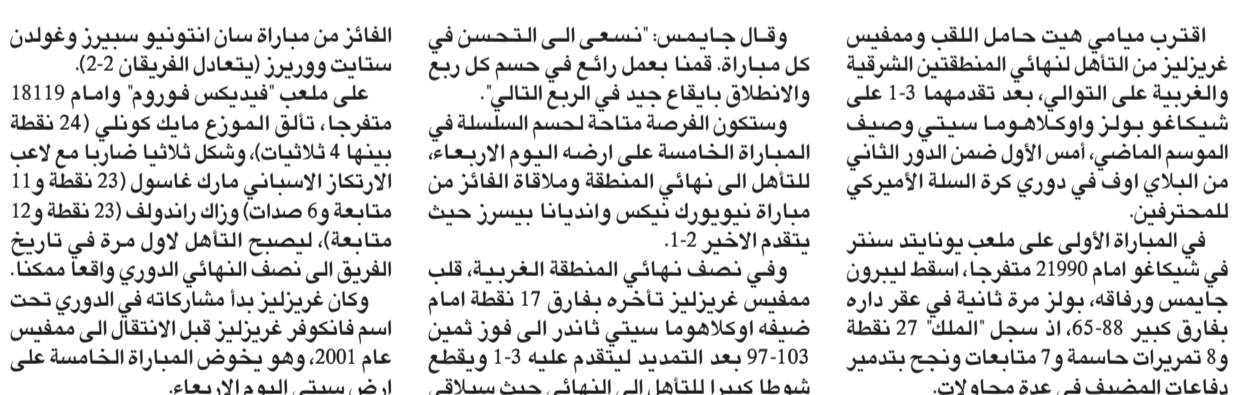 اقترب ميامي هيت حامل اللقب وممفيس
غريزليز من التأهل لنهائي المنطقتين الشرقية
والغربية على التوالي، بعد تقدمهما 3-1 على
شيكاغو بولز واوكلاهوما سيتي وصيف
الموسم الماضي، أمس الأول ضمن الدور الثاني
من البلاي اوف في دوري كرة السلة الأميركي
للمحترفين.
في المباراة الأولى على ملعب يونايتد سنتر
في شيكاغو امام 21990 متفرجا، اسقط ليبرون
جايمس ورفاقه، بولز مرة ثانية في عقر داره
بفارق كبير 88-65، اذ سجل "الملك" 27 نقطة
و8 تمريرات حاسمة و7 متابعات ونجح بتدمير
دفاعات المضيف في عدة محاولات.
وقال جايمس: "نسعى الى التحسن في
كل مباراة. قمنا بعمل رائع في حسم كل ربع
والانطلاق بايقاع جيد في الربع التالي".
وستكون الفرصة متاحة لحسم السلسلة في
المباراة الخامسة على ارضه اليوم الاربعاء،
للتأهل الى نهائي المنطقة وملاقاة الفائز من
مباراة نيويورك نيكس وانديانا بيسرز حيث
يتقدم الاخير 2-1.
وفي نصف نهائي المنطقة الغربية، قلب
ممفيس غريزليز تأخره بفارق 17 نقطة امام
ضيفه اوكلاهوما سيتي ثاندر الى فوز ثمين
103-97 بعد التمديد ليتقدم عليه 3-1 ويقطع
شوطا كبيرا للتأهل الى النهائي حيث سيلاقي
الفائز من مباراة سان انتونيو سبيرز وغولدن
ستايت ووريرز (يتعادل الفريقان 2-2).
على ملعب "فيديكس فوروم" وامام 18119
متفرجا، تألق الموزع مايك كونلي (24 نقطة
بينها 4 ثلاثيات)، وشكل ثلاثيا ضاربا مع لاعب
الارتكاز الاسباني مارك غاسول (23 نقطة و11
متابعة و6 صدات) وزاك راندولف (23 نقطة و12
متابعة)، ليصبح التأهل لاول مرة في تاريخ
الفريق الى نصف النهائي الدوري واقعا ممكنا.
وكان غريزليز بدأ مشاركاته في الدوري تحت
اسم فانكوفر غريزليز قبل الانتقال الى ممفيس
عام 2001، وهو يخوض المباراة الخامسة على
ارض سيتي اليوم الاربعاء.